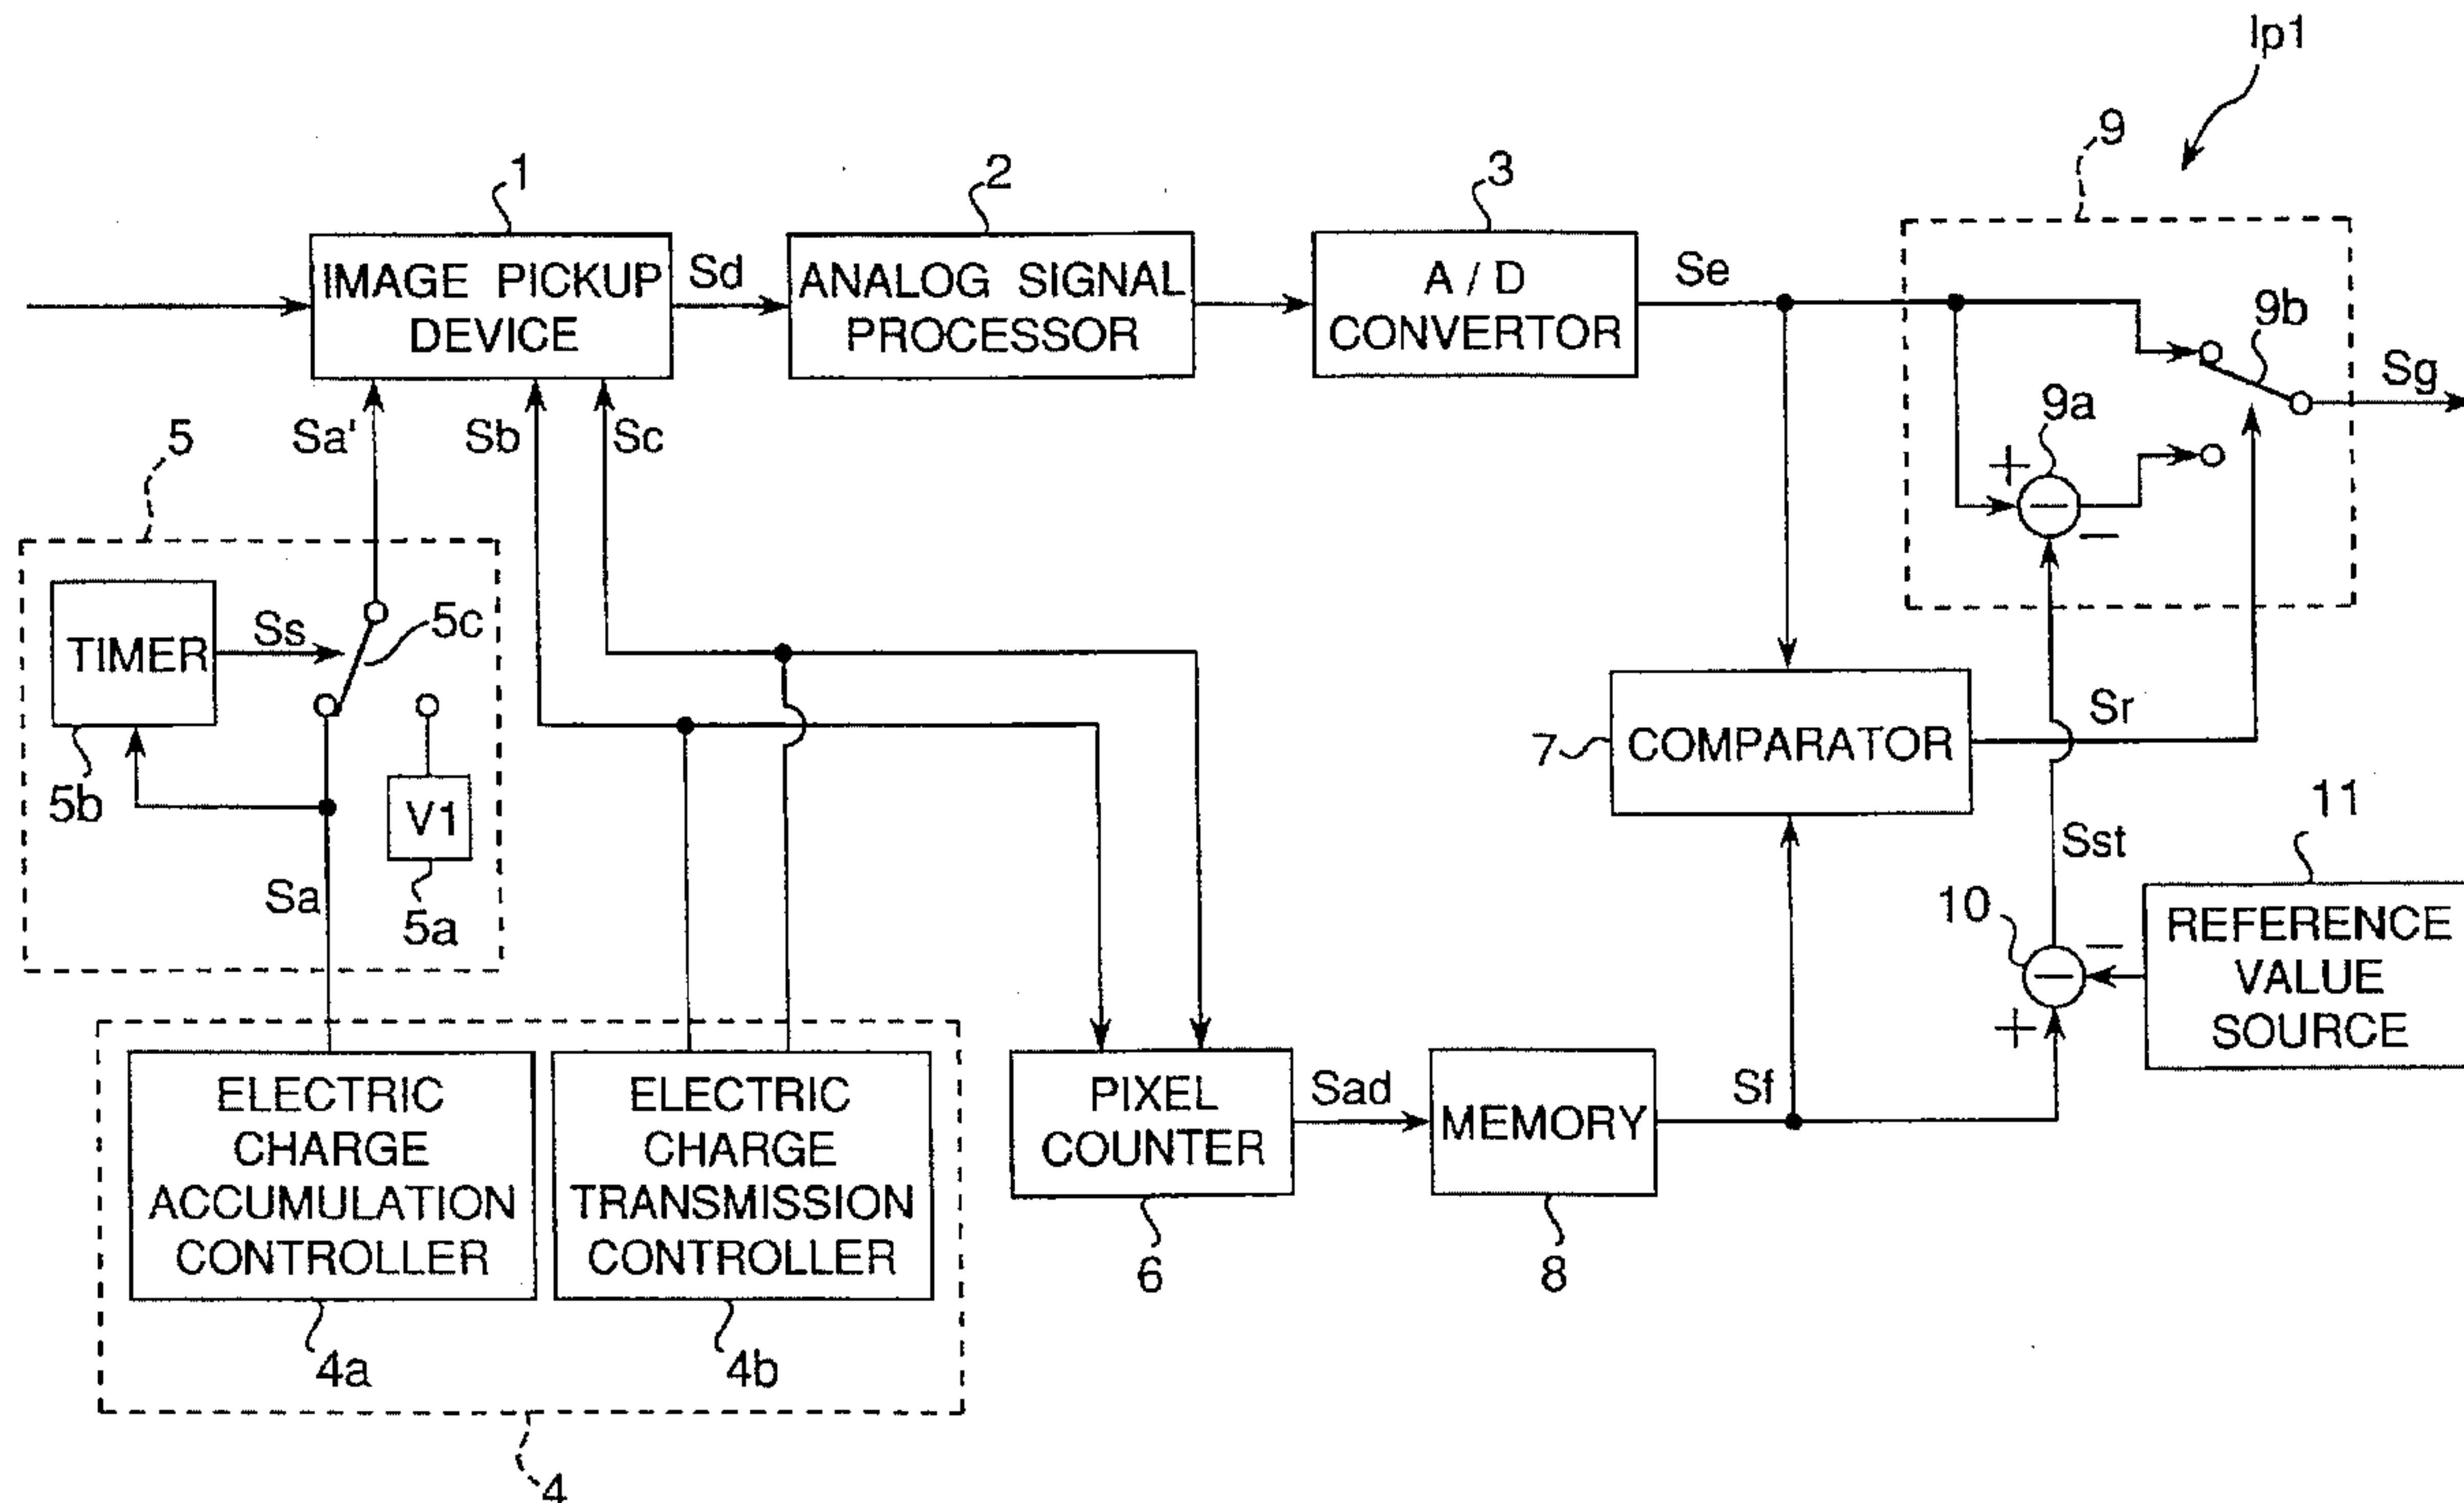 Ip1
9
1
2
3
IMAGE PICKUP
DEVICE
Sd
ANALOG SIGNAL
PROCESSOR
A / D
CONVERTOR
Se
9b
Sg
9a
+
−
−
Sa'
Sb
Sc
5
TIMER
Ss
5c
5b
V1
5a
Sa
7
COMPARATOR
Sr
Sst
11
10
−
−
+
REFERENCE
VALUE
SOURCE
ELECTRIC
CHARGE
ACCUMULATION
CONTROLLER
4a
ELECTRIC
CHARGE
TRANSMISSION
CONTROLLER
4b
4
PIXEL
COUNTER
6
Sad
MEMORY
8
Sf